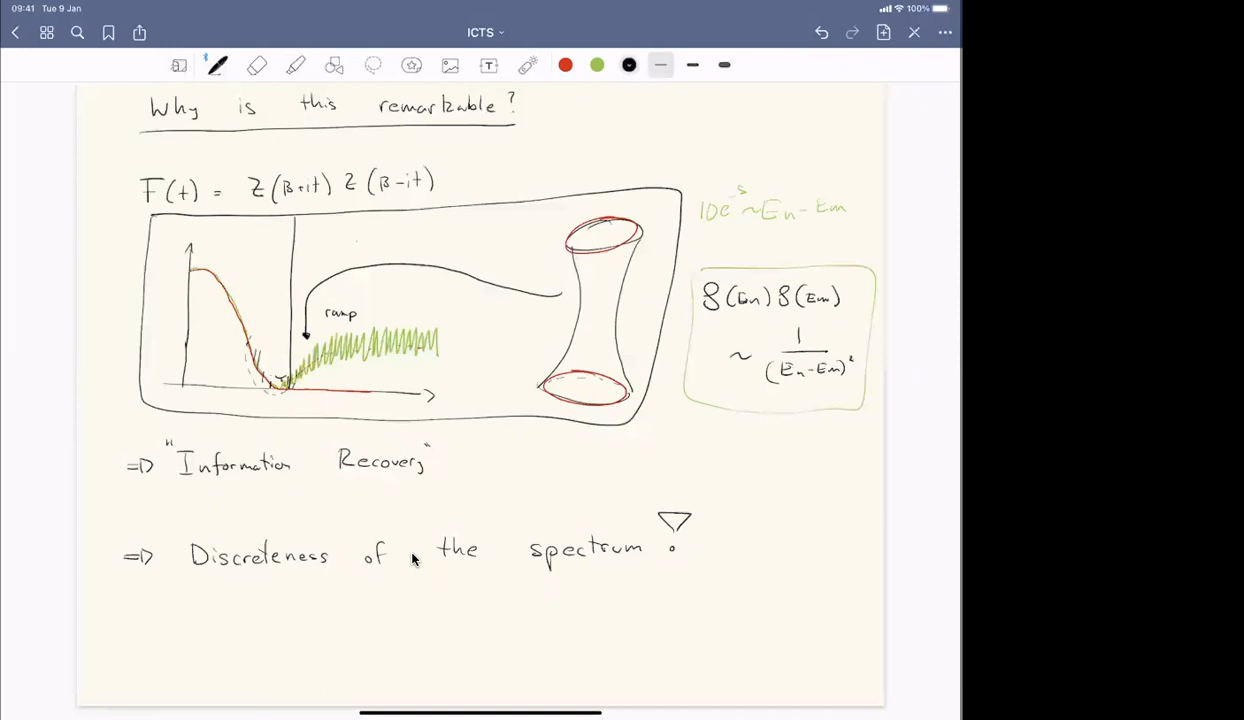 09:41 Tue 9 Jan
100%
ICTS
Why is this remarkable?
F(t) = Z(β+it) Z(β-it)
10e^{-S} ~ En - Em
ramp
ρ(En) ρ(Em)
~ 1/(En-Em)²
=> "Information Recovery"
=> Discreteness of the spectrum !